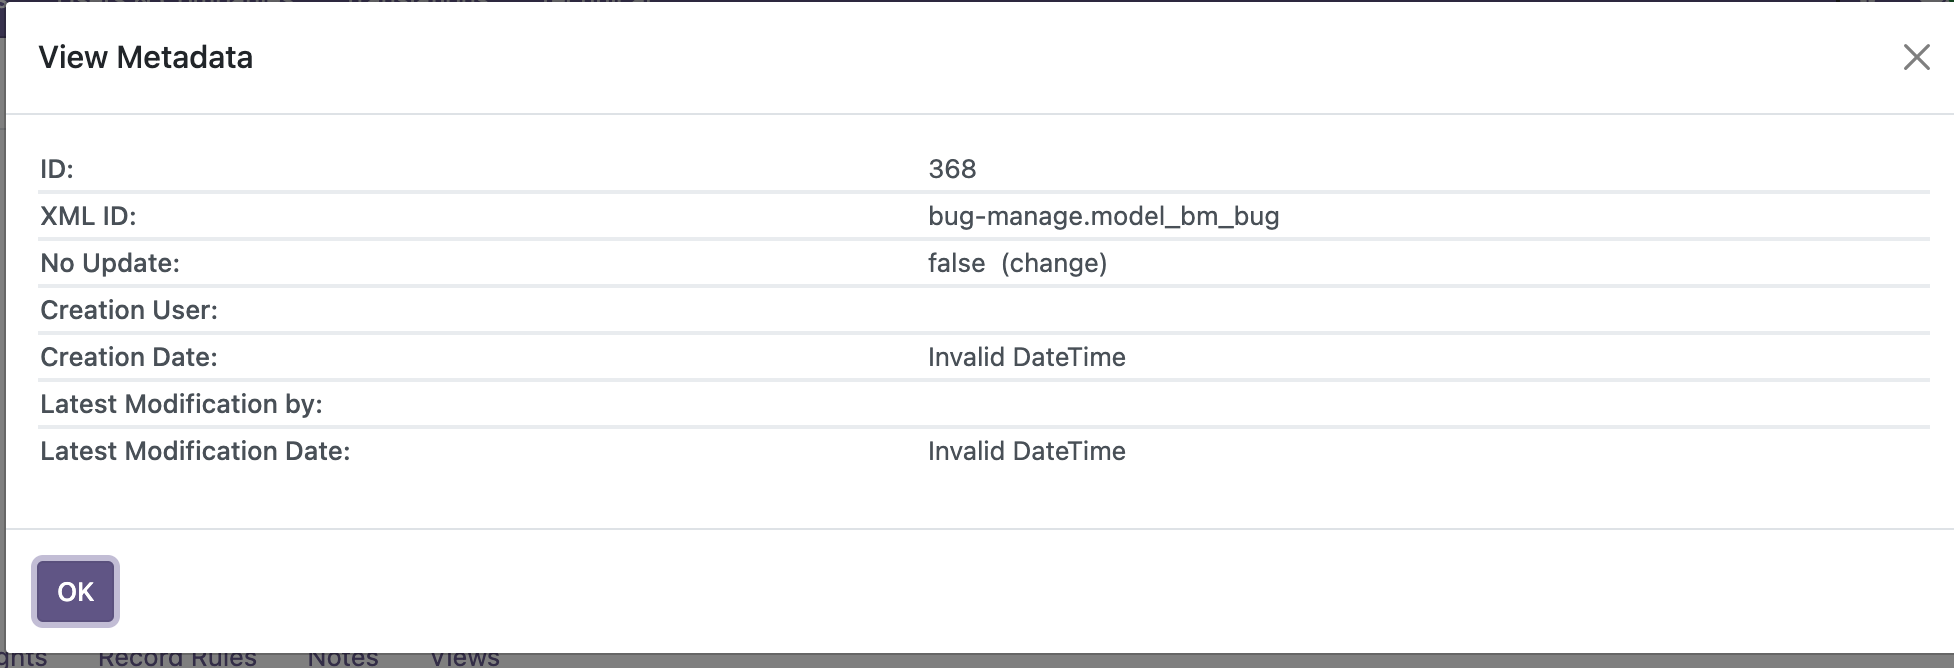 View Metadata
ID: 368
XML ID: bug-manage.model_bm_bug
No Update: false (change)
Creation User:
Creation Date: Invalid DateTime
Latest Modification by:
Latest Modification Date: Invalid DateTime
OK
Record Rules Notes Views